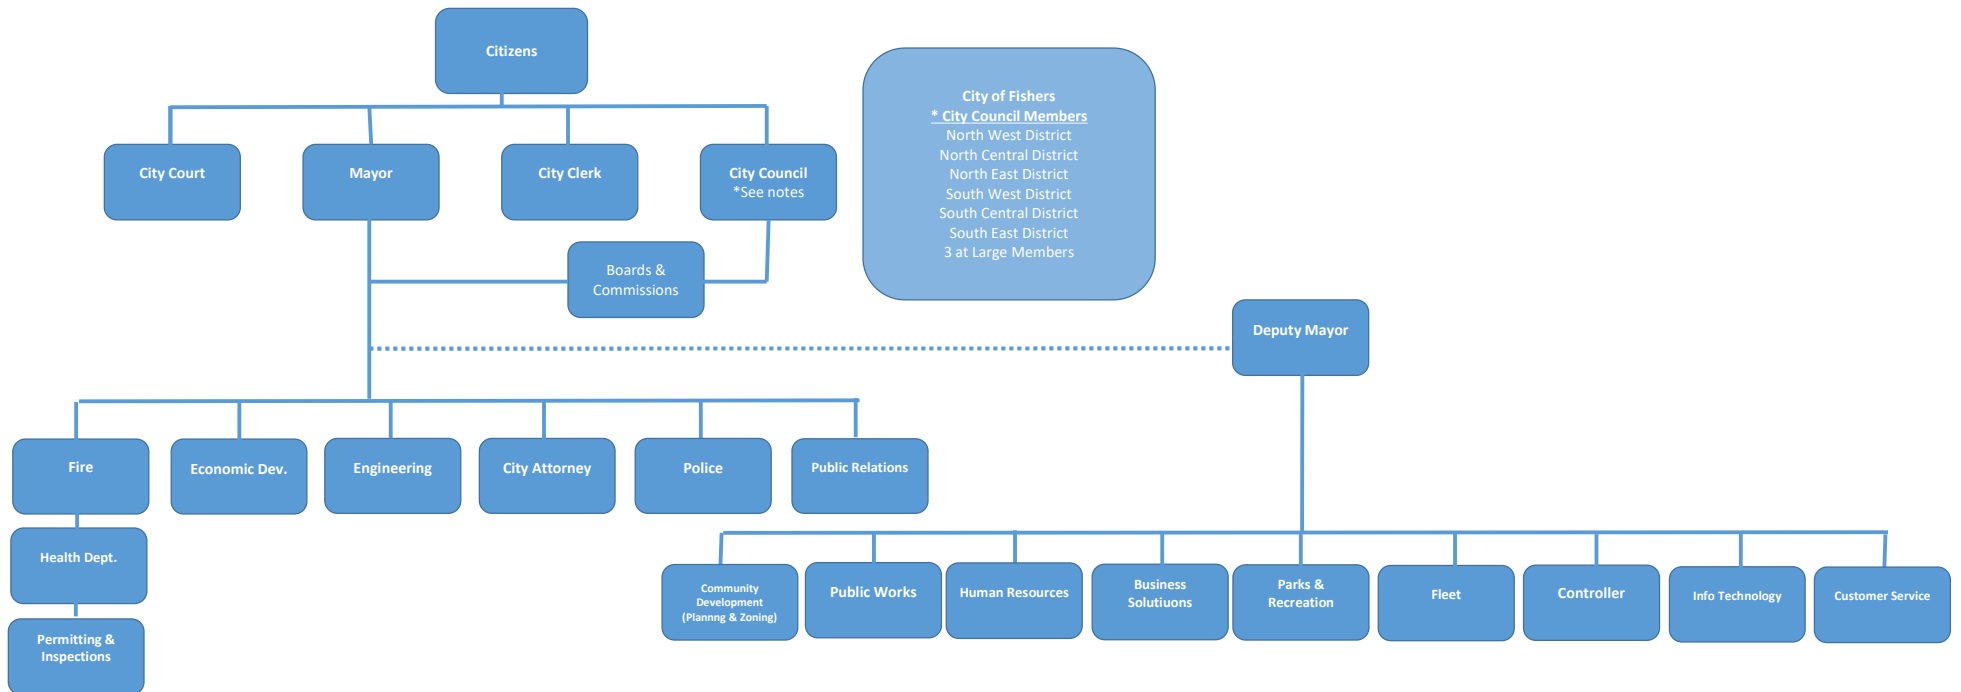 Citizens
City of Fishers
* City Council Members
North West District
North Central District
North East District
South West District
South Central District
South East District
3 at Large Members
City Court
Mayor
City Clerk
City Council
*See notes
Boards &
Commissions
Deputy Mayor
Fire
Economic Dev.
Engineering
City Attorney
Police
Public Relations
Health Dept.
Permitting &
Inspections
Community
Development
(Plannng & Zoning)
Public Works
Human Resources
Business
Solutiuons
Parks &
Recreation
Fleet
Controller
Info Technology
Customer Service